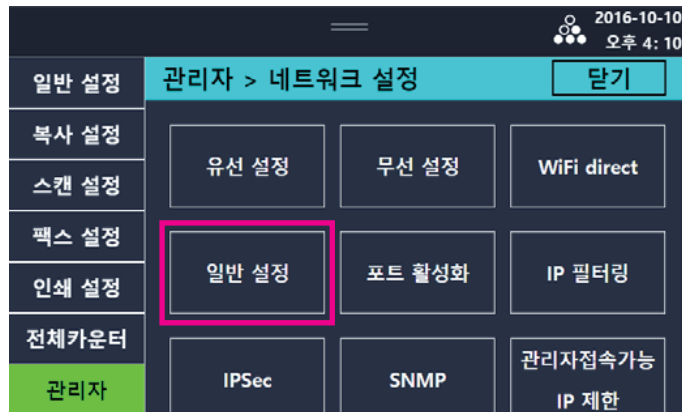 2016-10-10
오후 4: 10
일반 설정
관리자 > 네트워크 설정
닫기
복사 설정
스캔 설정
팩스 설정
인쇄 설정
전체카운터
관리자
유선 설정
무선 설정
WiFi direct
일반 설정
포트 활성화
IP 필터링
IPSec
SNMP
관리자접속가능
IP 제한